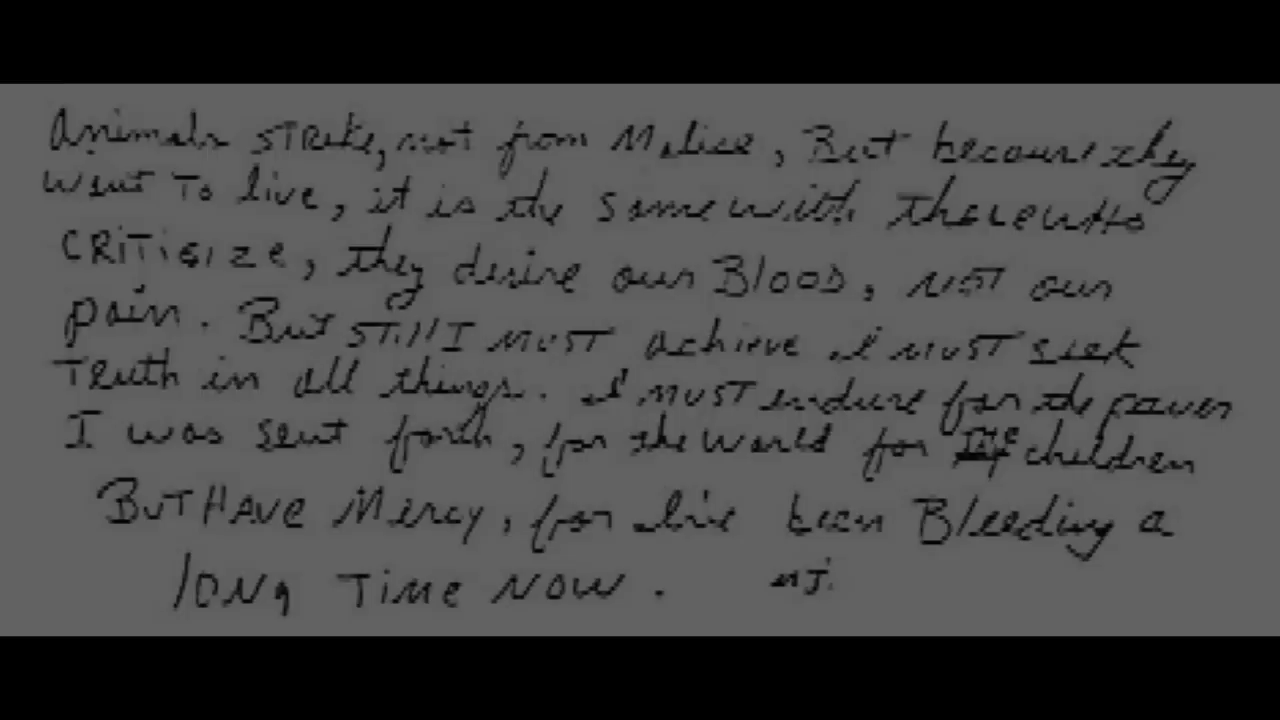 Animals STRIKE, not from Malice, But because they
want To live, it is the same with those who
CRITISIZE, they desire our BLOOD, NOT our
pain. But STill I MUST achieve I MUST seek
TRuth in all things. I MUST endure for the power
I was sent forth, for the World for the children
BuT HAVe Mercy, for I've been Bleeding a
long Time Now. MJ.